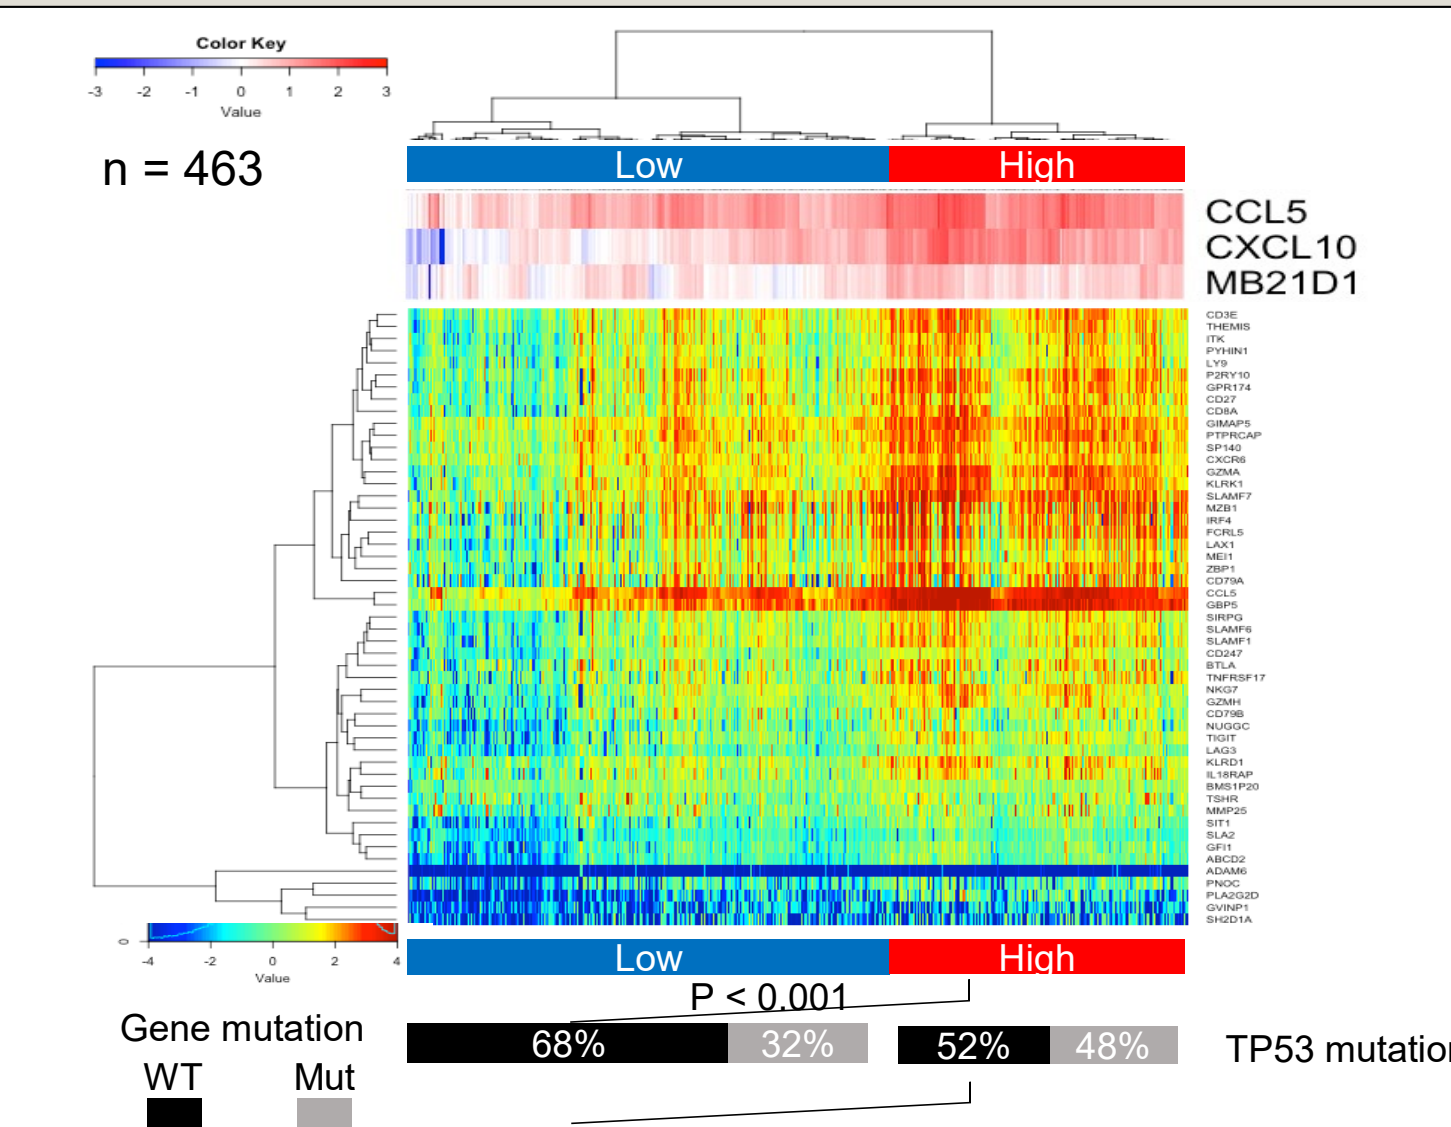 Color Key
-3 -2 -1 0 1 2 3
Value
n = 463
Low High
CCL5
CXCL10
MB21D1
CD3E
THEMIS
ITK
PYHIN1
LY9
P2RY10
GPR174
CD27
CD8A
GIMAP5
PTPRCAP
SP140
CXCR6
GZMA
KLRK1
SLAMF7
MZB1
IRF4
FCRL5
LAX1
MEI1
ZBP1
CD79A
CCL5
GBP5
SIRPG
SLAMF6
SLAMF1
CD247
BTLA
TNFRSF17
NKG7
GZMH
CD79B
NUGGC
TIGIT
LAG3
KLRD1
IL18RAP
BMS1P20
TSHR
MMP25
SIT1
SLA2
GFI1
ABCD2
ADAM6
PNOC
PLA2G2D
GVINP1
SH2D1A
0
-4 -2 0 2 4
Value
Low High
P < 0.001
Gene mutation
WT Mut
68% 32% 52% 48%
TP53 mutation